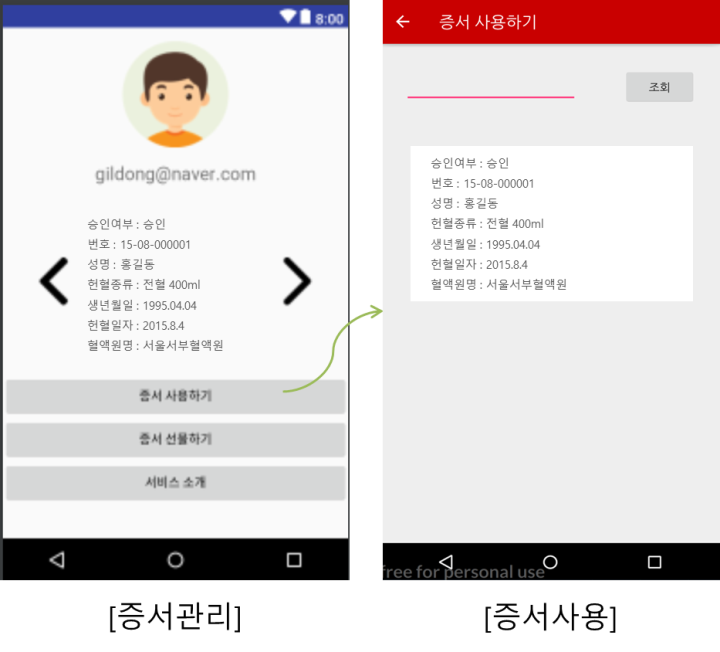 8:00
gildong@naver.com
승인여부 : 승인
번호 : 15-08-000001
성명 : 홍길동
헌혈종류 : 전혈 400ml
생년월일 : 1995.04.04
헌혈일자 : 2015.8.4
혈액원명 : 서울서부혈액원
증서 사용하기
증서 선물하기
서비스 소개
[증서관리]
증서 사용하기
조회
승인여부 : 승인
번호 : 15-08-000001
성명 : 홍길동
헌혈종류 : 전혈 400ml
생년월일 : 1995.04.04
헌혈일자 : 2015.8.4
혈액원명 : 서울서부혈액원
free for personal use
[증서사용]